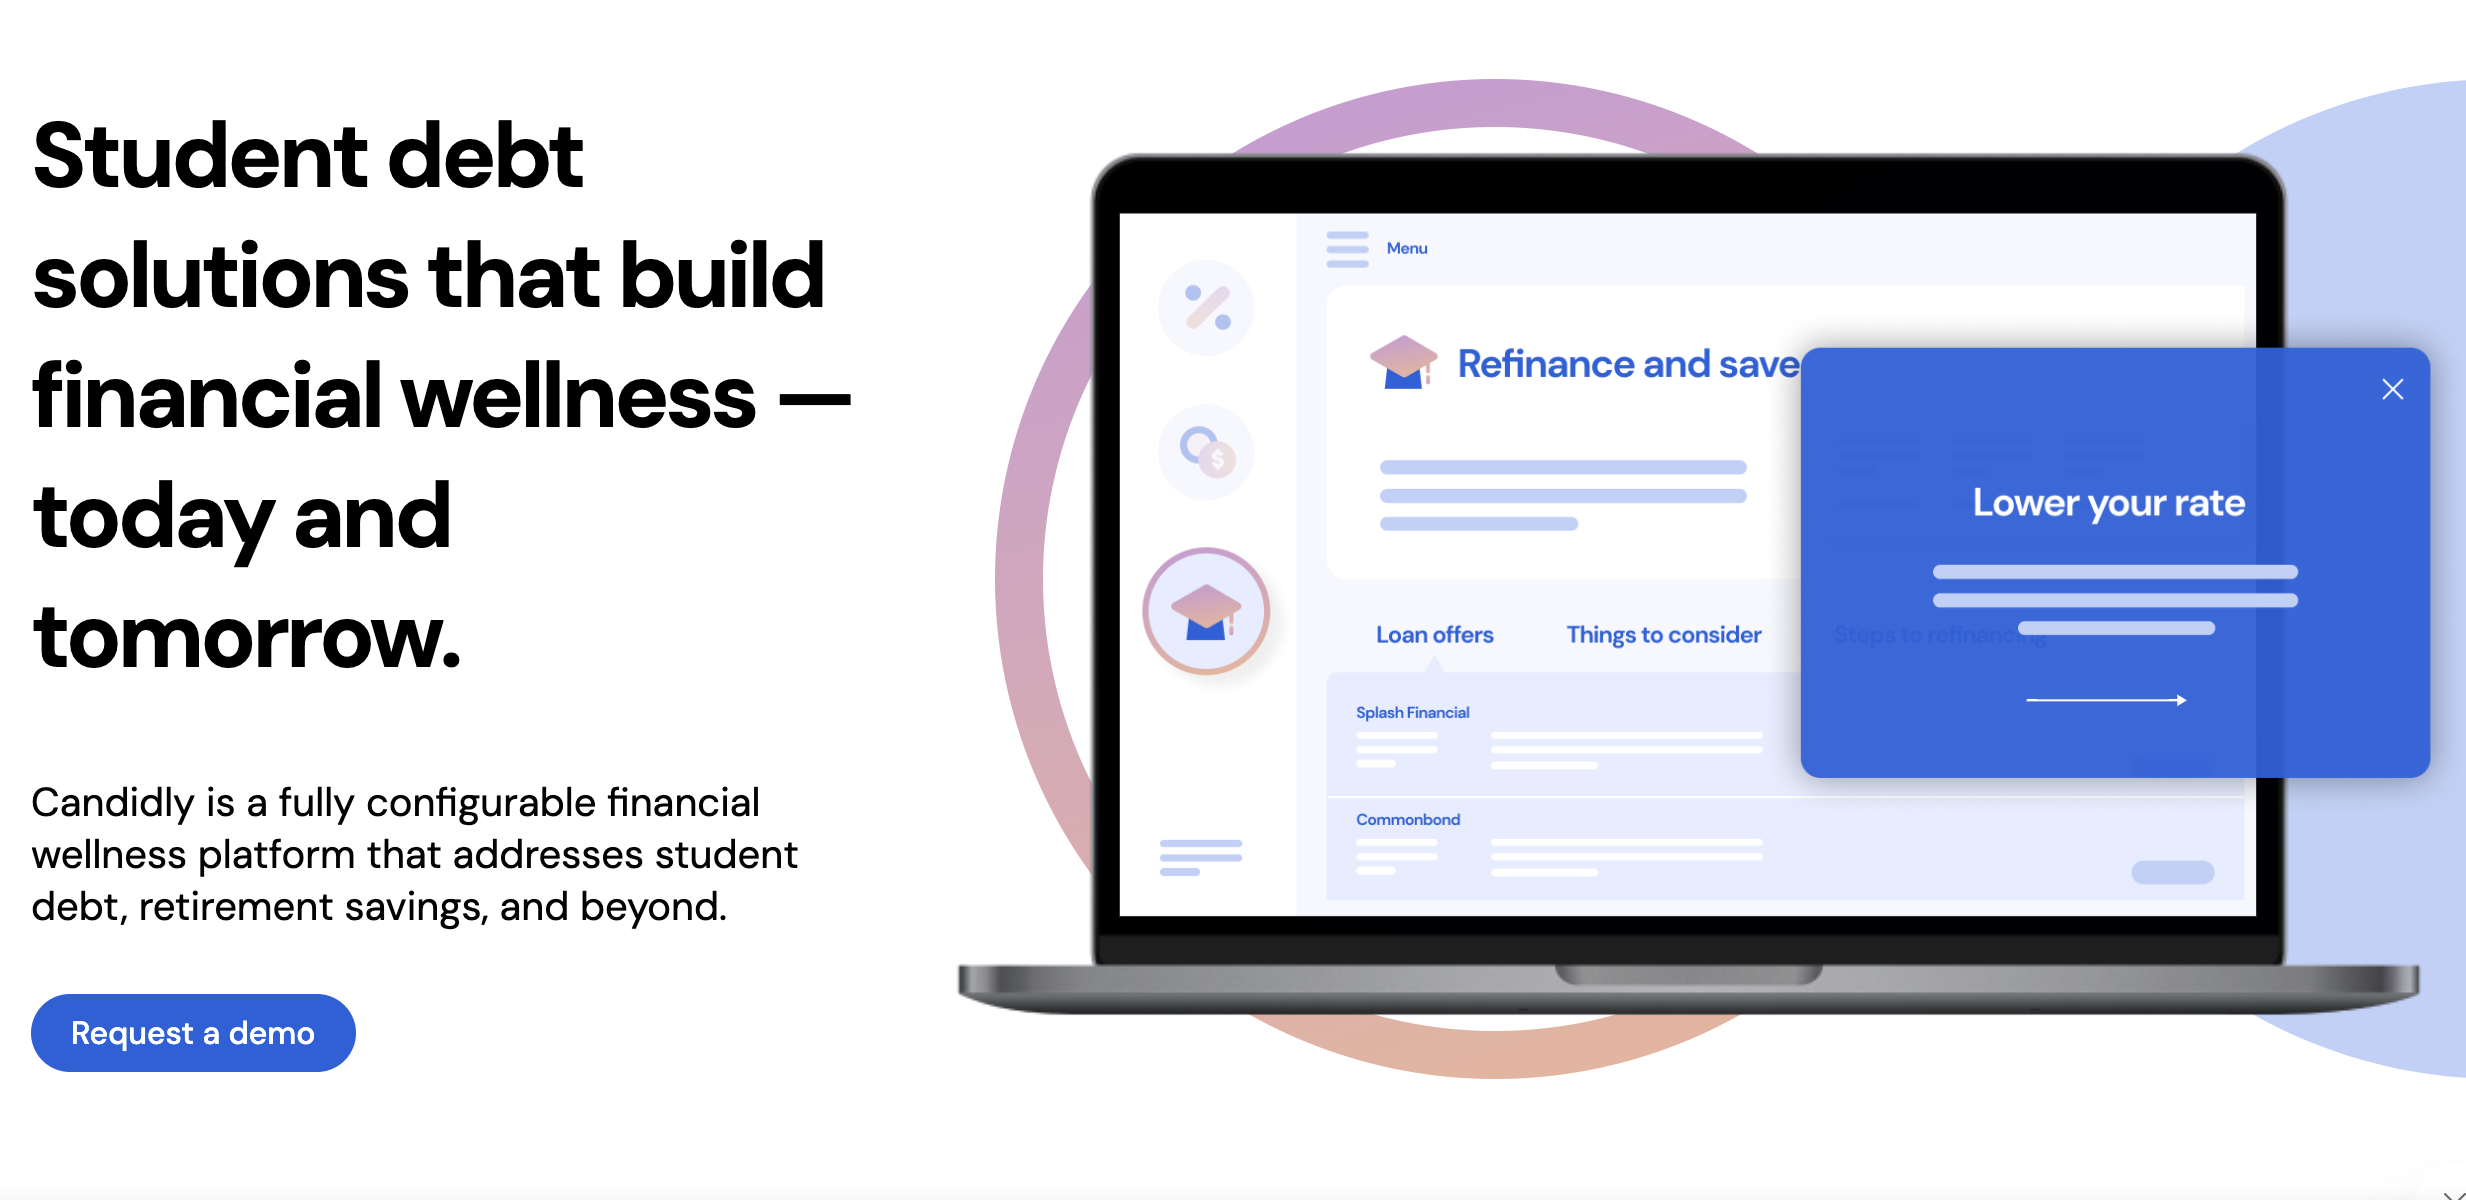 Student debt
solutions that build
financial wellness —
today and
tomorrow.
Candidly is a fully configurable financial
wellness platform that addresses student
debt, retirement savings, and beyond.
Request a demo
Menu
Refinance and save
Lower your rate
Loan offers
Things to consider
Steps to refinancing
Splash Financial
Commonbond